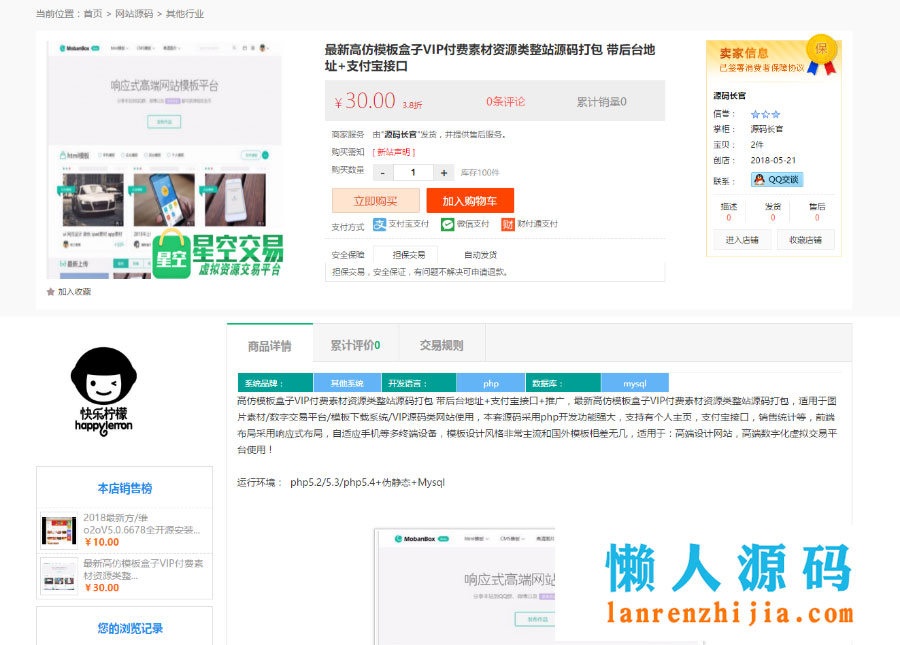 当前位置：首页 > 网站源码 > 其他行业
MobanBox
响应式高端网站模板平台
html模板
最新上传
星空
星空交易
虚拟资源交易平台
加入收藏
最新高仿模板盒子VIP付费素材资源类整站源码打包 带后台地
址+支付宝接口
￥30.00 3.8折
0条评论
累计销量0
商家服务 由"源码长官"发货，并提供售后服务。
购买需知 [ 新站声明 ]
购买数量 - 1 + 库存100件
立即购买
加入购物车
支付方式 支付宝支付 微信支付 财付通支付
安全保障 担保交易 自动发货
担保交易，安全保证，有问题不解决可申请退款。
卖家信息
保
已签署消费者保障协议
源码长官
信誉：
掌柜： 源码长官
宝贝： 2件
创店： 2018-05-21
联系： QQ交谈
描述 发货 售后
0 0 0
进入店铺 收藏店铺
快乐柠檬
happylemon
本店销售榜
2018最新方/维
o2oV5.0.6678全开源安装...
￥10.00
最新高仿模板盒子VIP付费素
材资源类整...
￥30.00
您的浏览记录
商品详情 累计评价0 交易规则
系统品牌： 其他系统 开发语言： php 数据库： mysql
高仿模板盒子VIP付费素材资源类整站源码打包 带后台地址+支付宝接口+推广，最新高仿模板盒子VIP付费素材资源类整站源码打包，适用于图
片素材/数字交易平台/模板下载系统/VIP源码类网站使用，本套源码采用php开发功能强大，支持有个人主页，支付宝接口，销售统计等，前端
布局采用响应式布局，自适应手机等多终端设备，模板设计风格非常主流和国外模板相差无几，适用于：高端设计网站，高端数字化虚拟交易平
台使用！
运行环境： php5.2/5.3/php5.4+伪静态+Mysql
MobanBox
响应式高端网站
懒人源码
lanrenzhijia.com